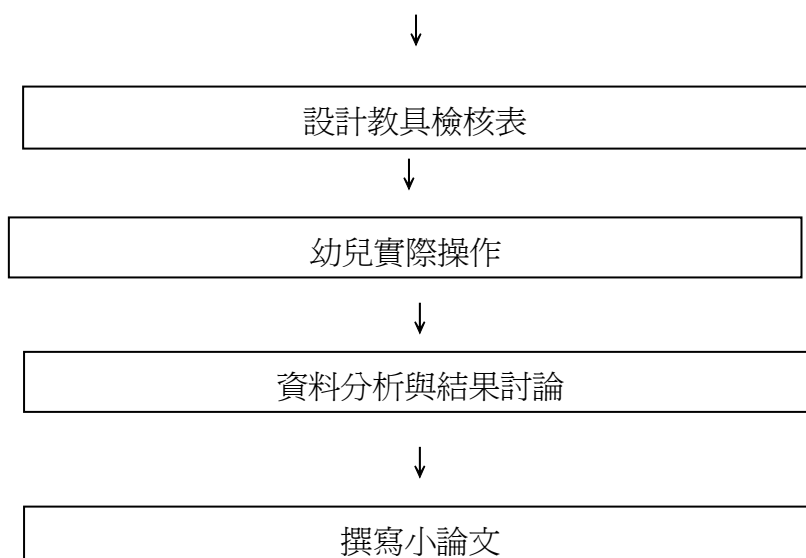 設計教具檢核表
幼兒實際操作
資料分析與結果討論
撰寫小論文